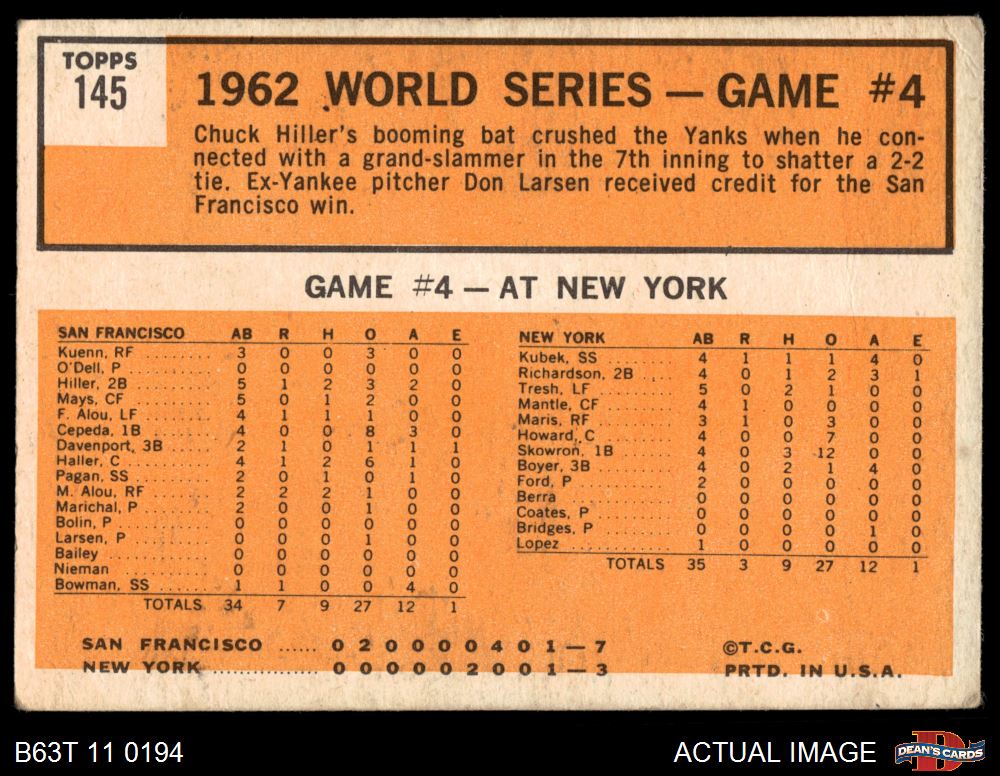 TOPPS
145
1962 WORLD SERIES — GAME #4
Chuck Hiller's booming bat crushed the Yanks when he con-
nected with a grand-slammer in the 7th inning to shatter a 2-2
tie. Ex-Yankee pitcher Don Larsen received credit for the San
Francisco win.
GAME #4 — AT NEW YORK
SAN FRANCISCO AB R H O A E
Kuenn, RF ......... 3 0 0 3 0 0
O'Dell, P ......... 0 0 0 0 0 0
Hiller, 2B ........ 5 1 2 3 2 0
Mays, CF .......... 5 0 1 2 0 0
F. Alou, LF ....... 4 1 1 1 0 0
Cepeda, 1B ........ 4 0 0 8 3 0
Davenport, 3B ..... 2 1 0 1 1 1
Haller, C ......... 4 1 2 6 1 0
Pagan, SS ......... 2 0 1 0 1 0
M. Alou, RF ....... 2 2 2 1 0 0
Marichal, P ....... 2 0 0 1 0 0
Bolin, P .......... 0 0 0 0 0 0
Larsen, P ......... 0 0 0 1 0 0
Bailey ............ 0 0 0 0 0 0
Nieman ............ 0 0 0 0 0 0
Bowman, SS ........ 1 1 0 0 4 0
TOTALS 34 7 9 27 12 1
NEW YORK AB R H O A E
Kubek, SS ......... 4 1 1 1 4 0
Richardson, 2B .... 4 0 1 2 3 1
Tresh, LF ......... 5 0 2 1 0 0
Mantle, CF ........ 4 1 0 0 0 0
Maris, RF ......... 3 1 0 3 0 0
Howard, C ......... 4 0 0 7 0 0
Skowron, 1B ....... 4 0 3 12 0 0
Boyer, 3B ......... 4 0 2 1 4 0
Ford, P ........... 2 0 0 0 0 0
Berra ............. 0 0 0 0 0 0
Coates, P ......... 0 0 0 0 0 0
Bridges, P ........ 0 0 0 0 1 0
Lopez ............. 1 0 0 0 0 0
TOTALS 35 3 9 27 12 1
SAN FRANCISCO ...... 0 2 0 0 0 0 4 0 1 — 7
NEW YORK ............... 0 0 0 0 0 2 0 0 1 — 3
©T.C.G.
PRTD. IN U.S.A.
B63T 11 0194
ACTUAL IMAGE
DEAN'S CARDS